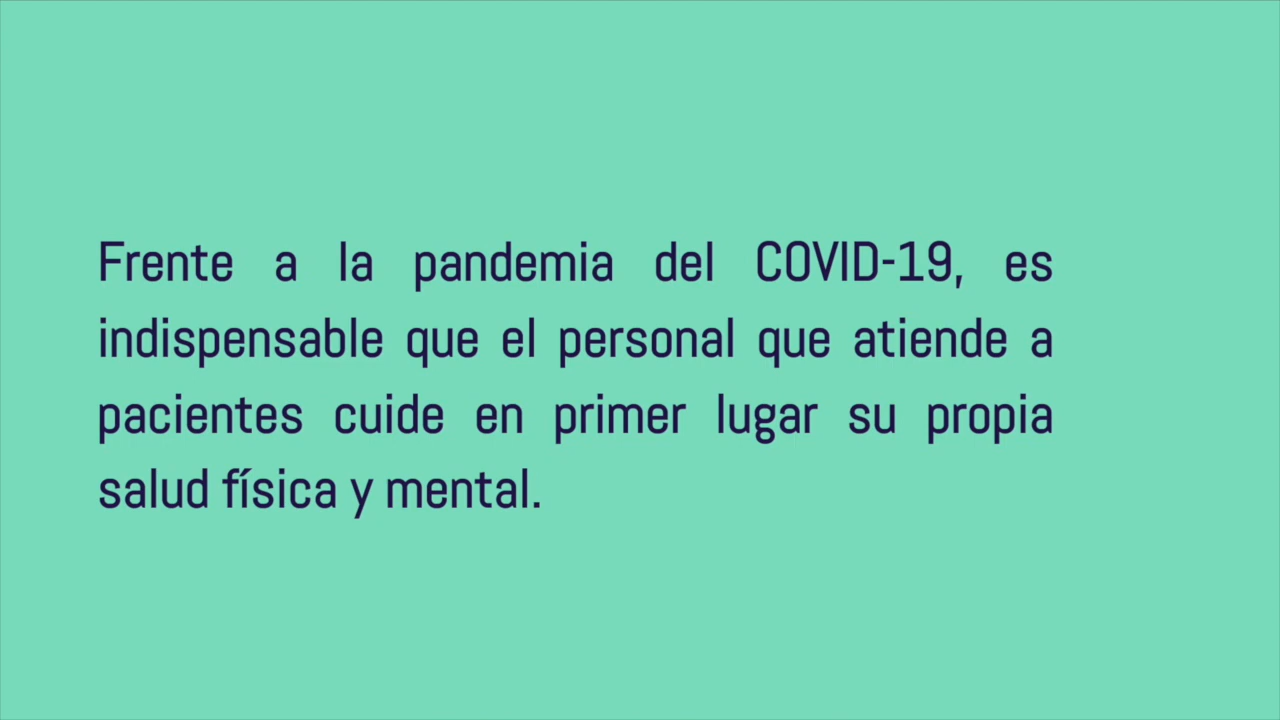 Frente a la pandemia del COVID-19, es
indispensable que el personal que atiende a
pacientes cuide en primer lugar su propia
salud física y mental.